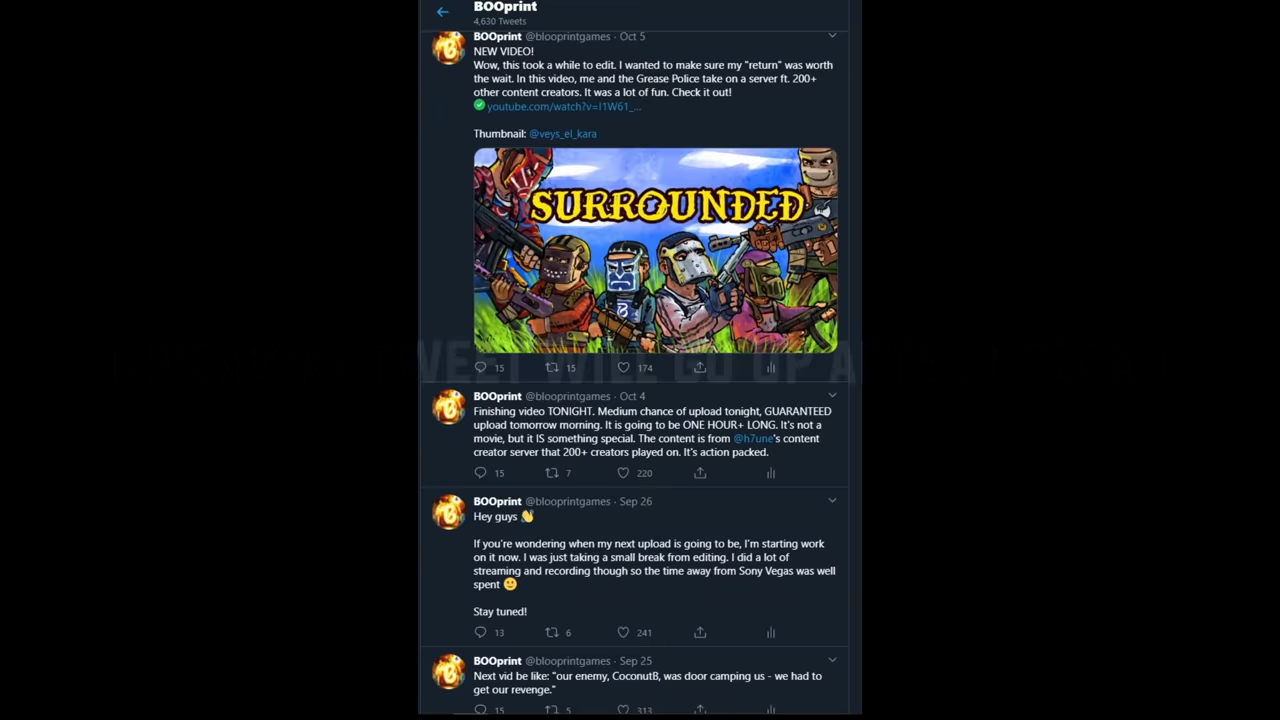 BOOprint
4,630 Tweets
BOOprint @blooprintgames · Oct 5
NEW VIDEO!
Wow, this took a while to edit. I wanted to make sure my "return" was worth
the wait. In this video, me and the Grease Police take on a server ft. 200+
other content creators. It was a lot of fun. Check it out!
youtube.com/watch?v=I1W61_...
Thumbnail: @veys_el_kara
SURROUNDED
B
15 15 174
BOOprint @blooprintgames · Oct 4
Finishing video TONIGHT. Medium chance of upload tonight, GUARANTEED
upload tomorrow morning. It is going to be ONE HOUR+ LONG. It's not a
movie, but it IS something special. The content is from @h7une's content
creator server that 200+ creators played on. It's action packed.
15 7 220
BOOprint @blooprintgames · Sep 26
Hey guys 👋
If you're wondering when my next upload is going to be, I'm starting work
on it now. I was just taking a small break from editing. I did a lot of
streaming and recording though so the time away from Sony Vegas was well
spent 🙂
Stay tuned!
13 6 241
BOOprint @blooprintgames · Sep 25
Next vid be like: "our enemy, CoconutB, was door camping us - we had to
get our revenge."
15 5 313
TWEET WILL GO UP